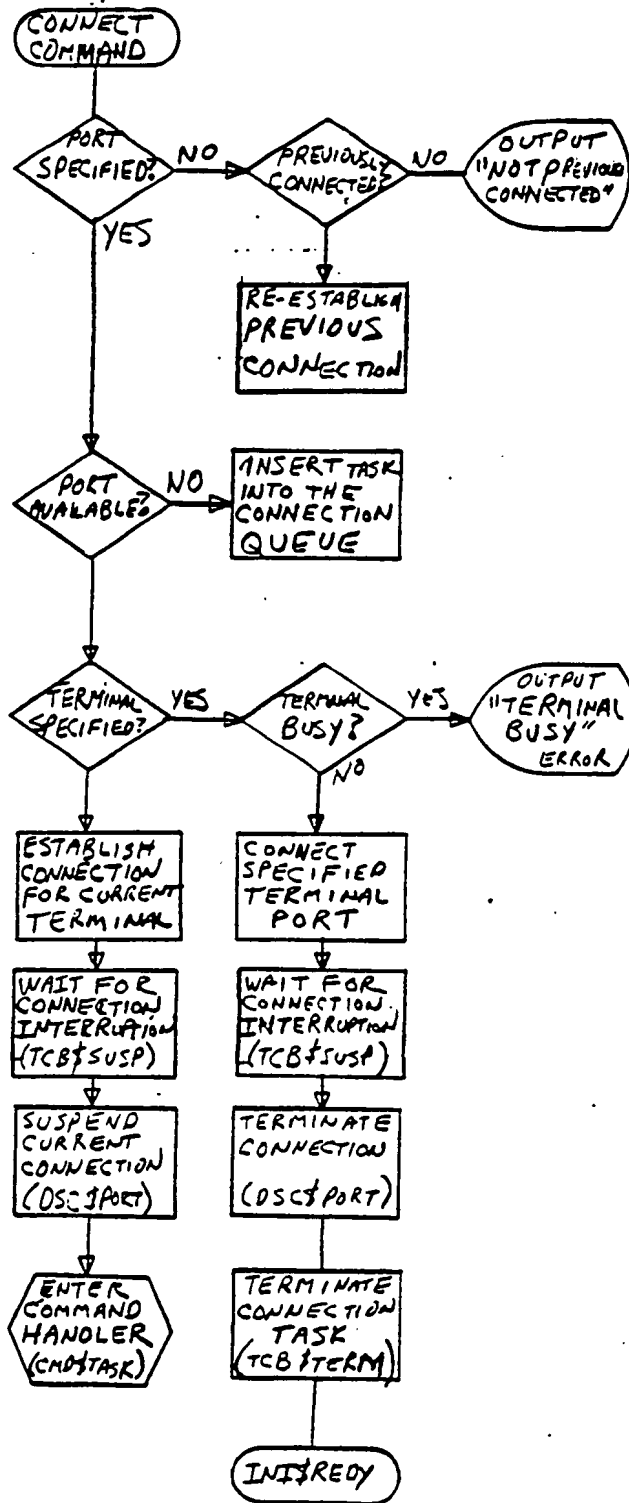 CONNECT
COMMAND
PORT
SPECIFIED?
NO
PREVIOUSLY
CONNECTED?
NO
OUTPUT
"NOT PREVIOUS
CONNECTED"
YES
RE-ESTABLISH
PREVIOUS
CONNECTION
PORT
AVAILABLE?
NO
INSERT TASK
INTO THE
CONNECTION
QUEUE
TERMINAL
SPECIFIED?
YES
TERMINAL
BUSY?
YES
OUTPUT
"TERMINAL
BUSY"
ERROR
NO
ESTABLISH
CONNECTION
FOR CURRENT
TERMINAL
CONNECT
SPECIFIED
TERMINAL
PORT
WAIT FOR
CONNECTION
INTERRUPTION
(TCB$SUSP)
WAIT FOR
CONNECTION
INTERRUPTION
(TCB$SUSP)
SUSPEND
CURRENT
CONNECTION
(DSC$PORT)
TERMINATE
CONNECTION
(DSC$PORT)
ENTER
COMMAND
HANDLER
(CMD$TASK)
TERMINATE
CONNECTION
TASK
(TCB$TERM)
INI$REDY